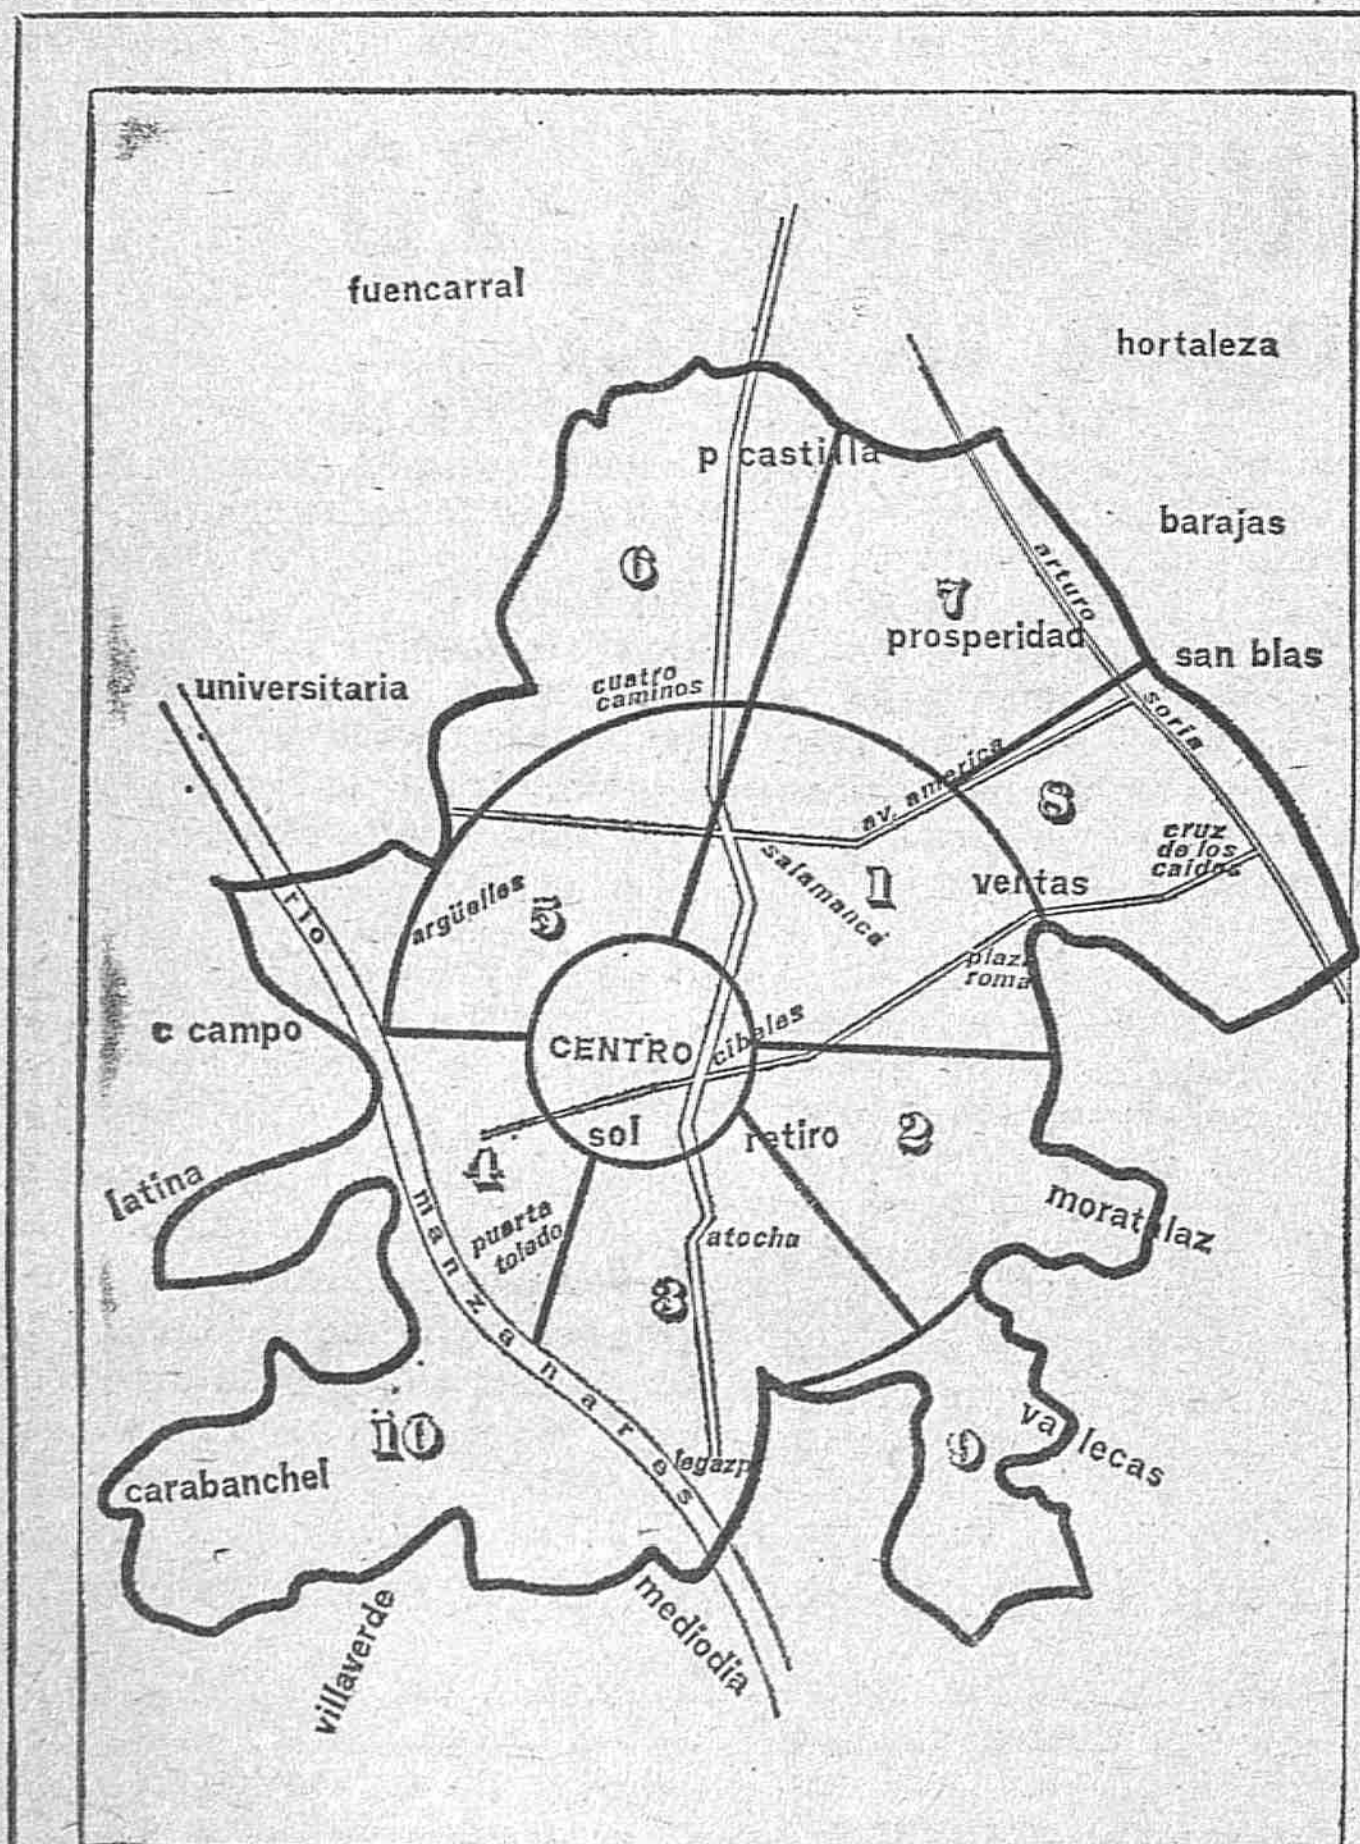 fuencarral
hortaleza
p castilla
barajas
6
arturo
7
prosperidad
san blas
universitaria
cuatro
caminos
soria
av. america
8
cruz
de los
caidos
salamanca
1
ventas
argüelles
5
rio
plaza
roma
c campo
CENTRO
cibeles
sol
retiro
2
4
latina
manzanares
puerta
toledo
atocha
moratalaz
3
10
vallecas
9
legazpi
carabanchel
villaverde
mediodia